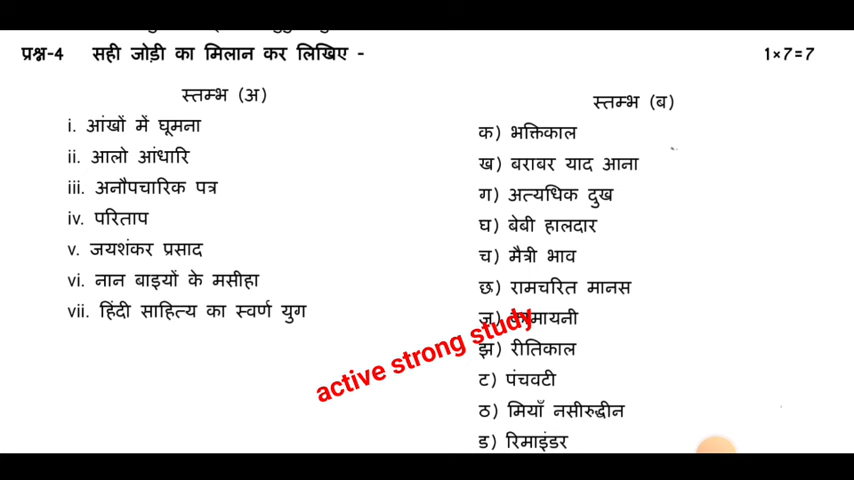 प्रश्न-4 सही जोड़ी का मिलान कर लिखिए - 1×7=7
स्तम्भ (अ)
i. आंखों में घूमना
ii. आलो आंधारि
iii. अनौपचारिक पत्र
iv. परिताप
v. जयशंकर प्रसाद
vi. नान बाइयों के मसीहा
vii. हिंदी साहित्य का स्वर्ण युग
स्तम्भ (ब)
क) भक्तिकाल
ख) बराबर याद आना
ग) अत्यधिक दुख
घ) बेबी हालदार
च) मैत्री भाव
छ) रामचरित मानस
ज) कामायनी
झ) रीतिकाल
ट) पंचवटी
ठ) मियाँ नसीरुद्धीन
ड) रिमाइंडर
active strong study